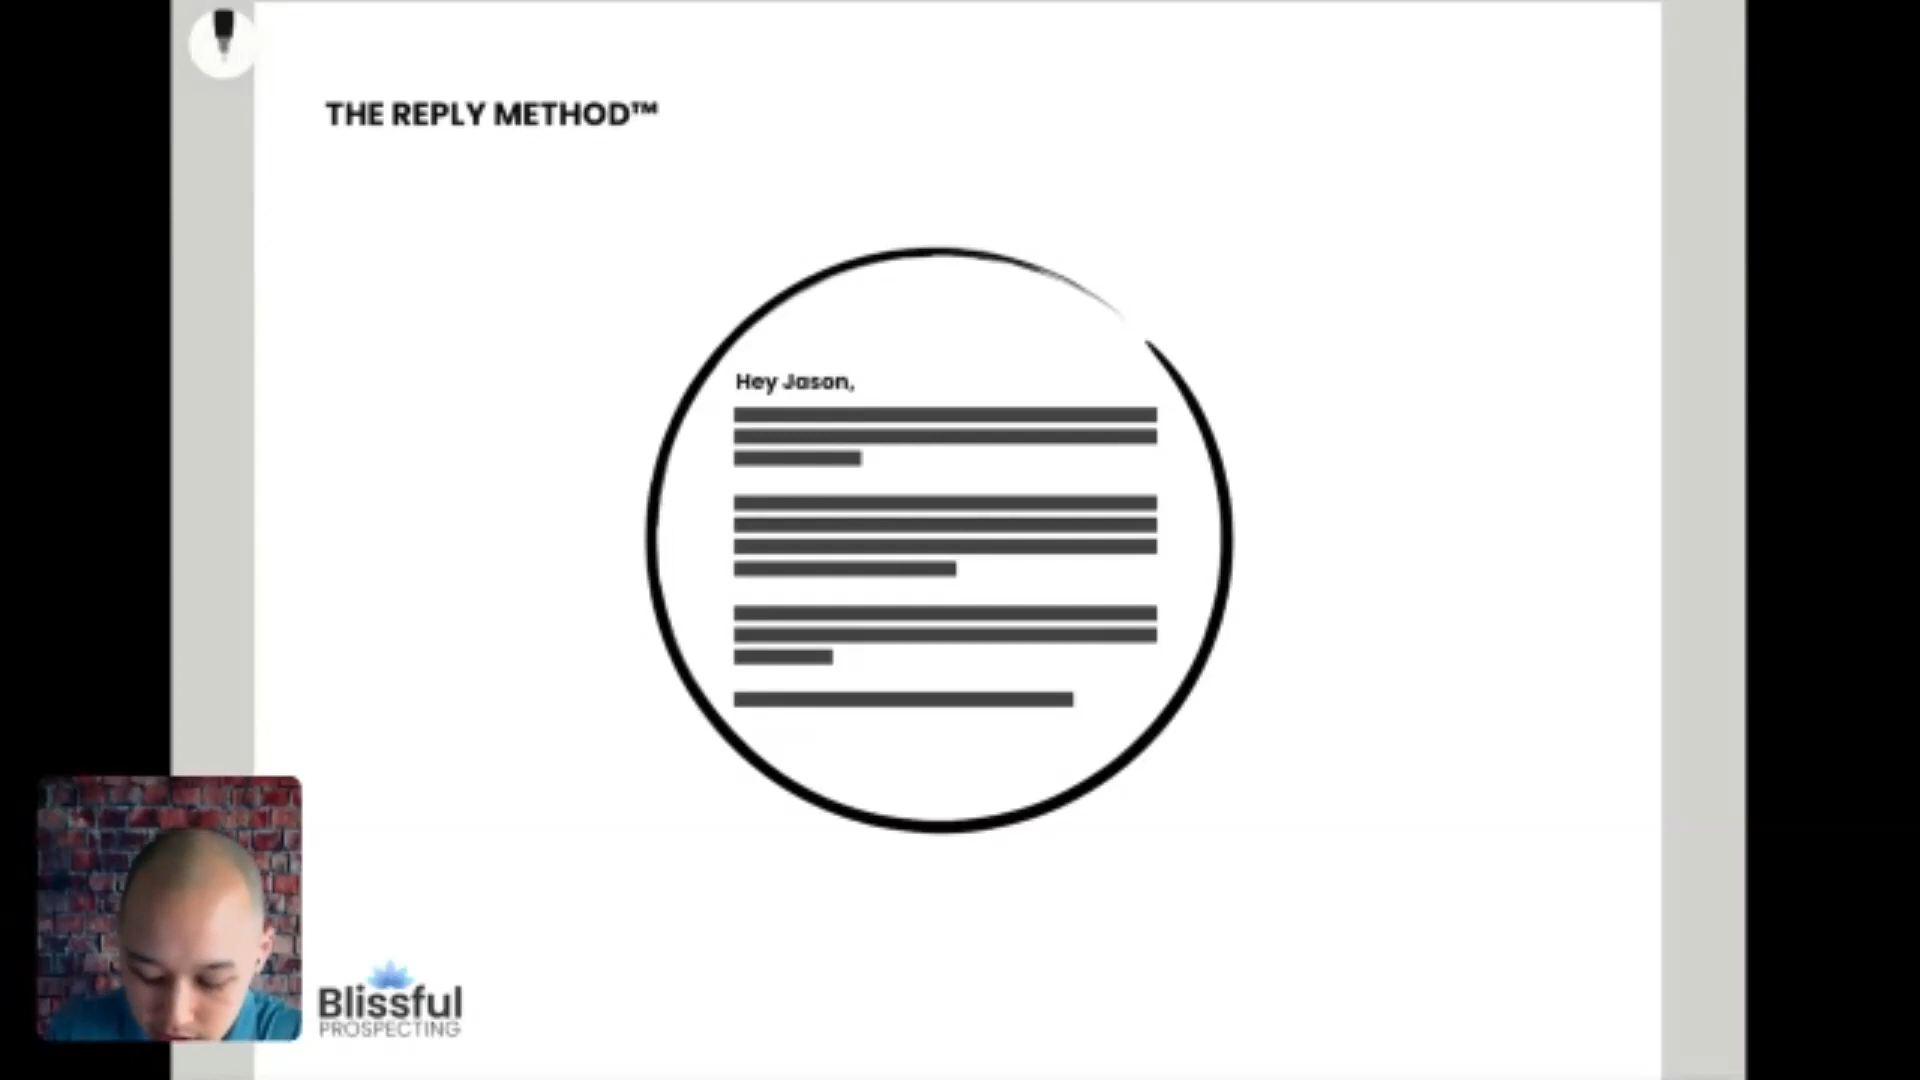 THE REPLY METHOD™
Hey Jason,
Blissful
PROSPECTING